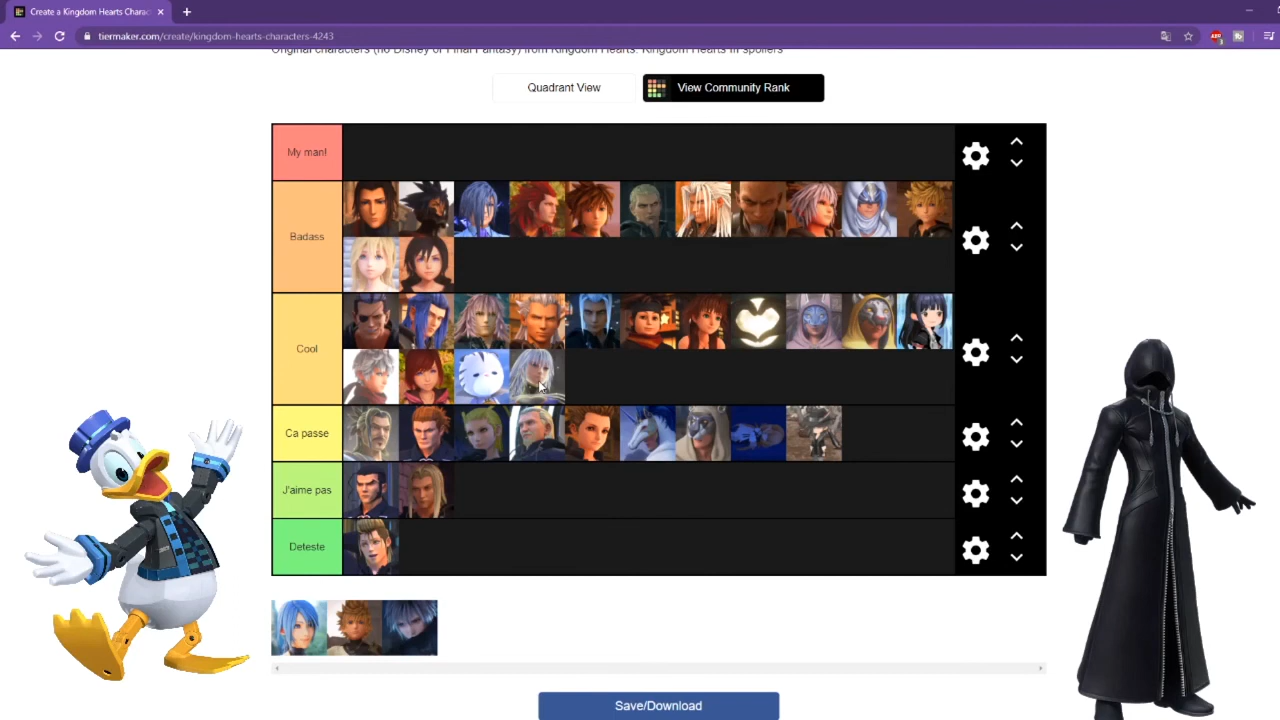 Create a Kingdom Hearts Charac
tiermaker.com/create/kingdom-hearts-characters-4243
Original characters (no Disney or Final Fantasy) from Kingdom Hearts. Kingdom Hearts III spoilers
Quadrant View
View Community Rank
My man!
Badass
Cool
Ca passe
J'aime pas
Deteste
Save/Download